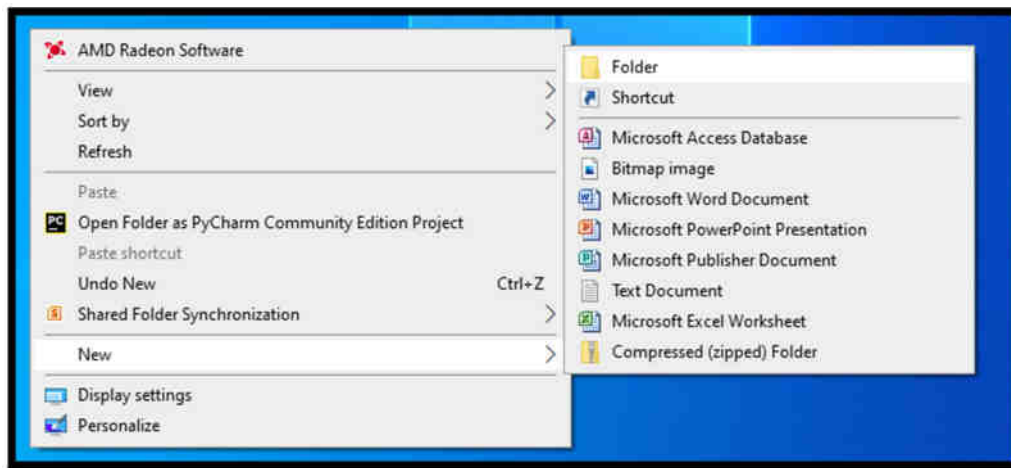 AMD Radeon Software
View
Sort by
Refresh
Paste
PC Open Folder as PyCharm Community Edition Project
Paste shortcut
Undo New Ctrl+Z
Shared Folder Synchronization
New
Display settings
Personalize
Folder
Shortcut
Microsoft Access Database
Bitmap image
Microsoft Word Document
Microsoft PowerPoint Presentation
Microsoft Publisher Document
Text Document
Microsoft Excel Worksheet
Compressed (zipped) Folder